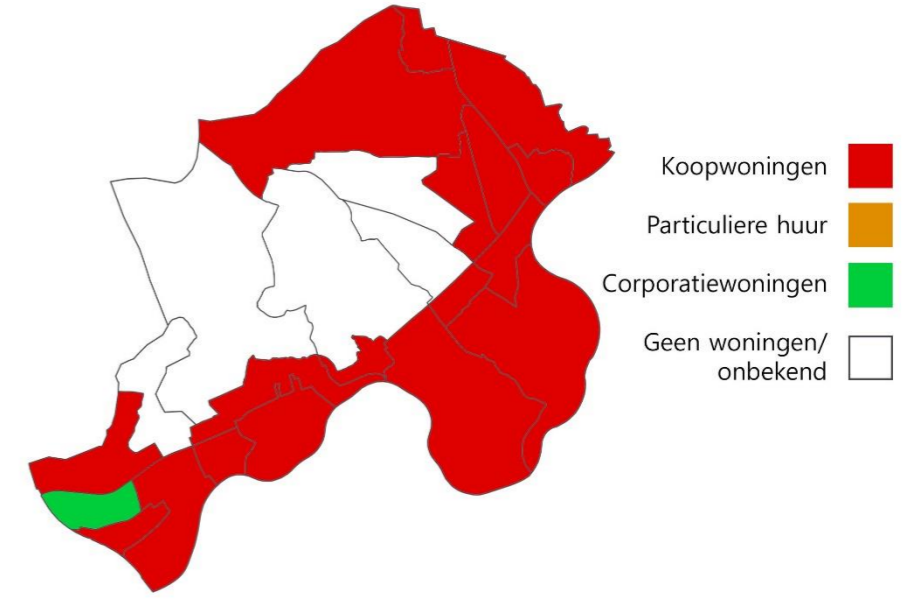 Koopwoningen
Particuliere huur
Corporatiewoningen
Geen woningen/
onbekend